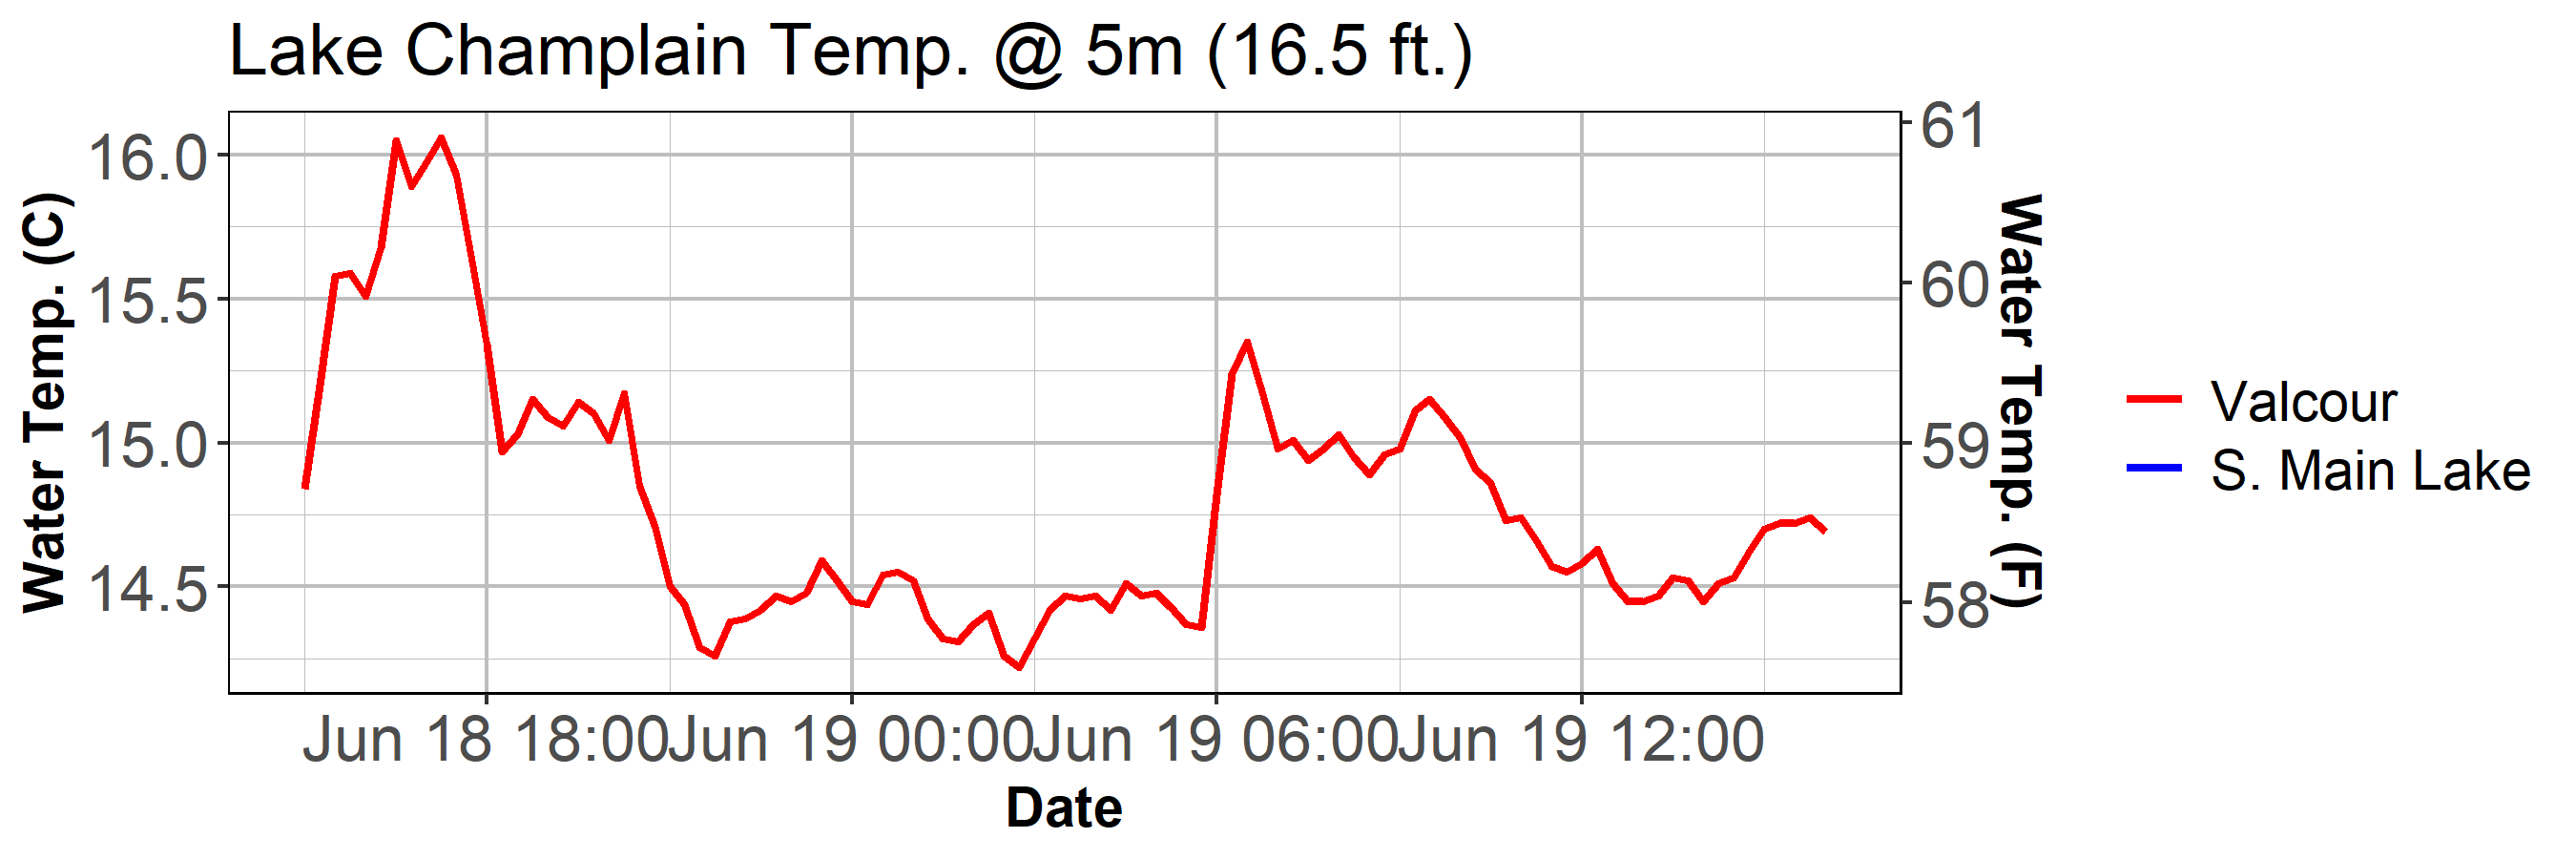 Lake Champlain Temp. @ 5m (16.5 ft.)
Water Temp. (C)
16.0
15.5
15.0
14.5
61
60
59
58
Water Temp. (F)
Jun 18 18:00
Jun 19 00:00
Jun 19 06:00
Jun 19 12:00
Date
Valcour
S. Main Lake